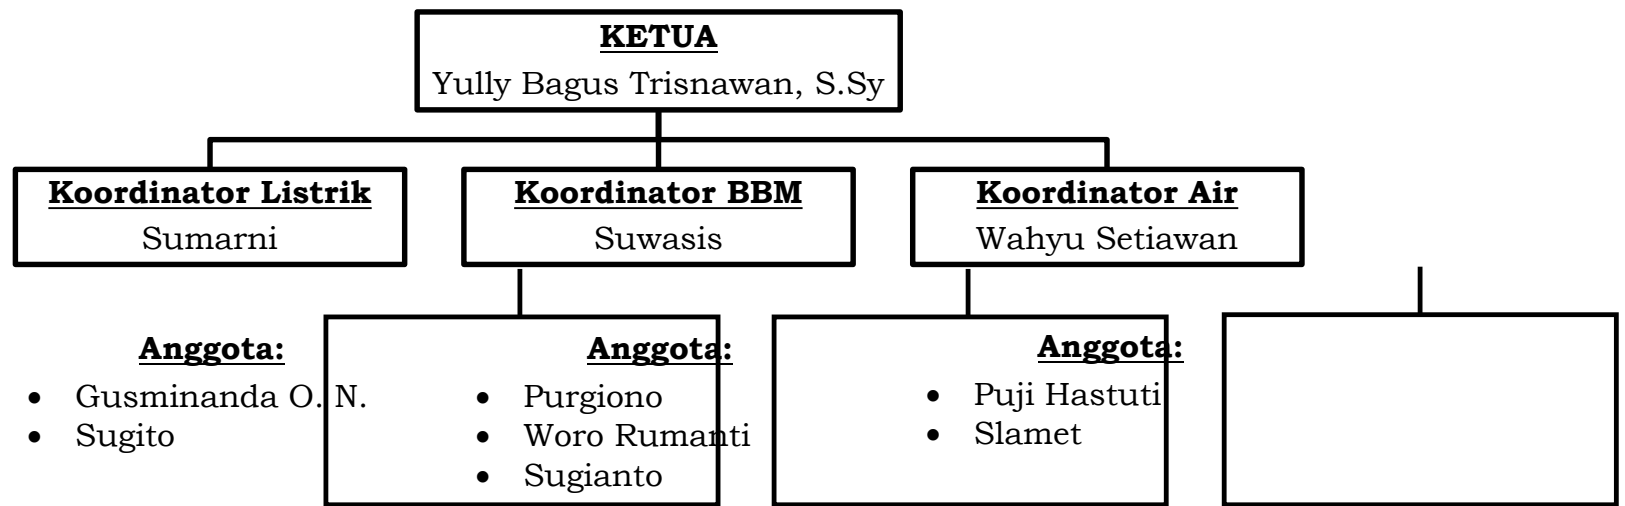 KETUA
Yully Bagus Trisnawan, S.Sy
Koordinator Listrik
Sumarni
Koordinator BBM
Suwasis
Koordinator Air
Wahyu Setiawan
Anggota:
• Gusminanda O. N.
• Sugito
Anggota:
• Purgiono
• Woro Rumanti
• Sugianto
Anggota:
• Puji Hastuti
• Slamet